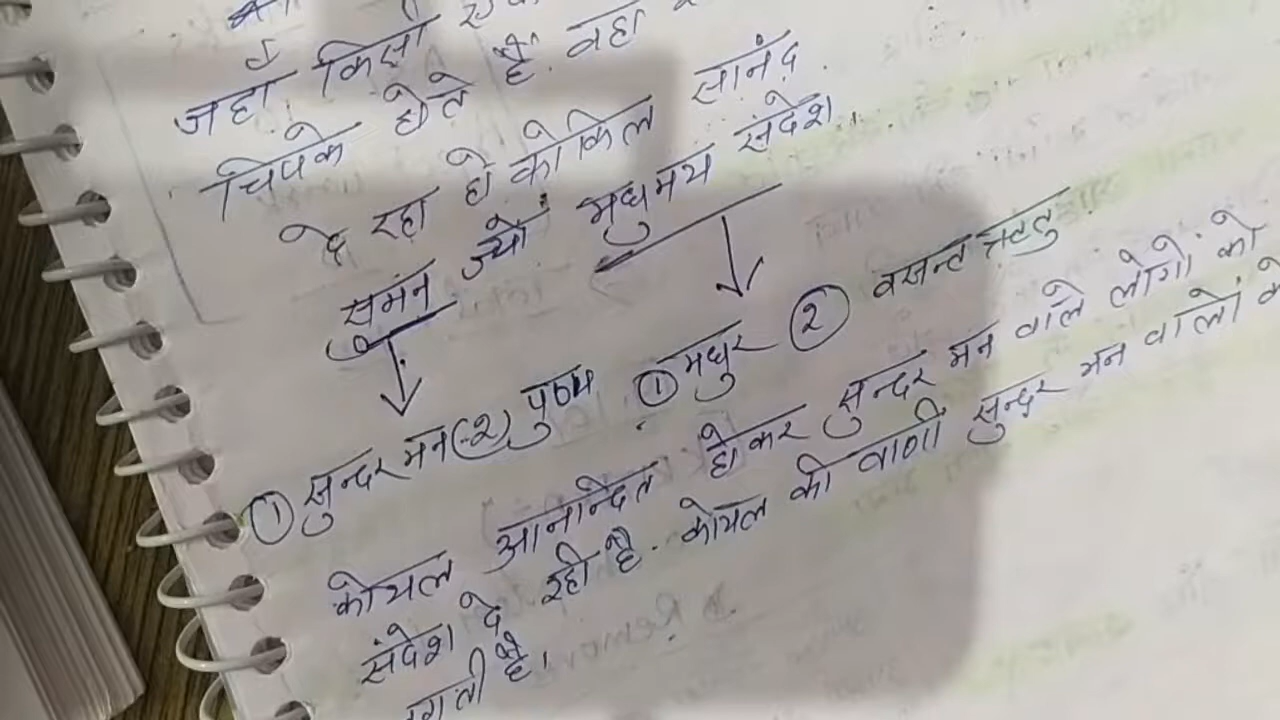 जहाँ किसी
चिपके होते है. वहा
दे रहा हो कोकिल सानंद.
सुमन ज्यों मधुमय संदेश..
① सुन्दर मन (2) पुष्प ① मधुर ② वसन्त ऋतु
कोयल आनन्दित होकर सुन्दर मन वाले लोगो को
संदेश दे रही है. कोयल की वाणी सुन्दर मन वालों के
लगती है।